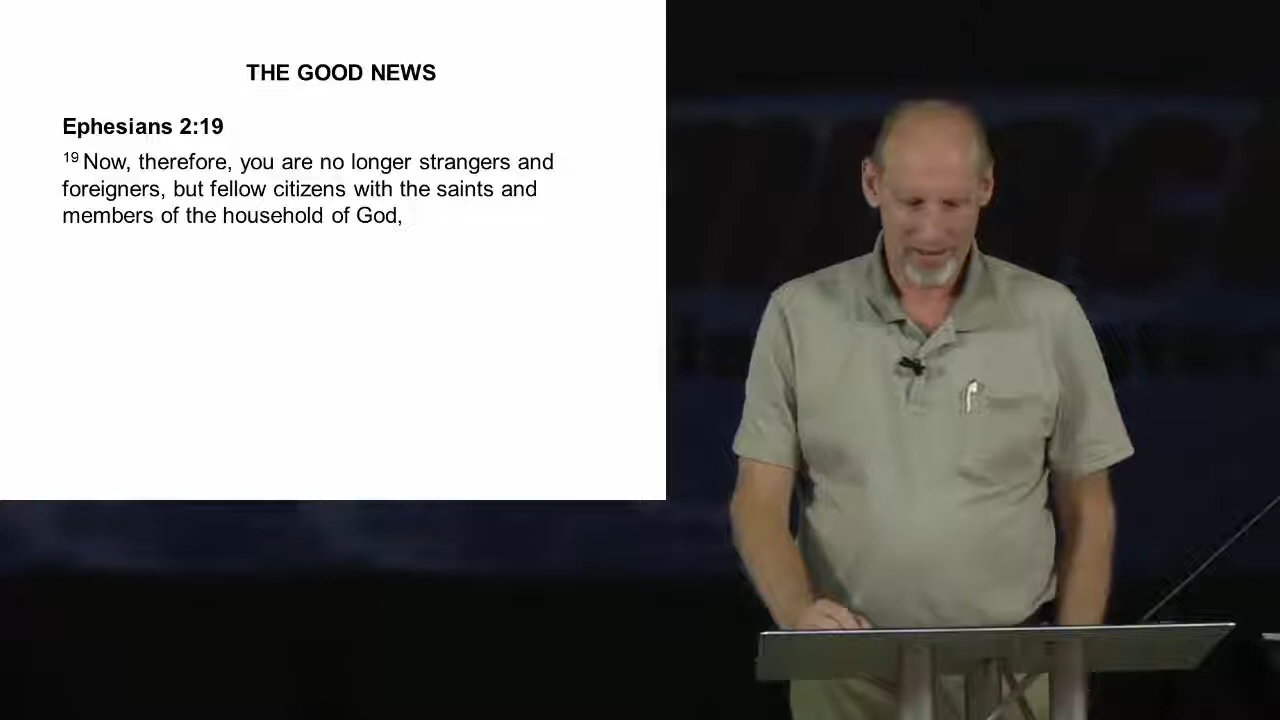 THE GOOD NEWS
Ephesians 2:19
19 Now, therefore, you are no longer strangers and
foreigners, but fellow citizens with the saints and
members of the household of God,